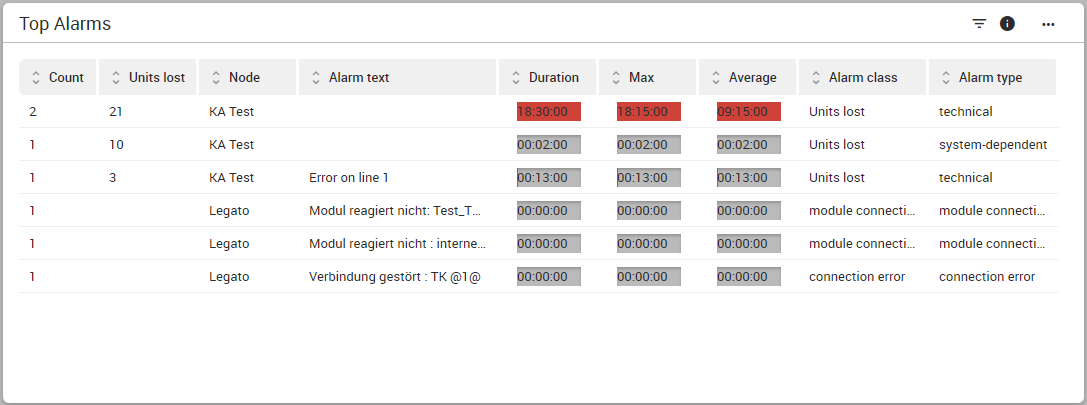 Top Alarms
Count Units lost Node Alarm text Duration Max Average Alarm class Alarm type
2 21 KA Test 18:30:00 18:15:00 09:15:00 Units lost technical
1 10 KA Test 00:02:00 00:02:00 00:02:00 Units lost system-dependent
1 3 KA Test Error on line 1 00:13:00 00:13:00 00:13:00 Units lost technical
1 Legato Modul reagiert nicht: Test_T... 00:00:00 00:00:00 00:00:00 module connecti... module connecti...
1 Legato Modul reagiert nicht : interne... 00:00:00 00:00:00 00:00:00 module connecti... module connecti...
1 Legato Verbindung gestört : TK @1@ 00:00:00 00:00:00 00:00:00 connection error connection error